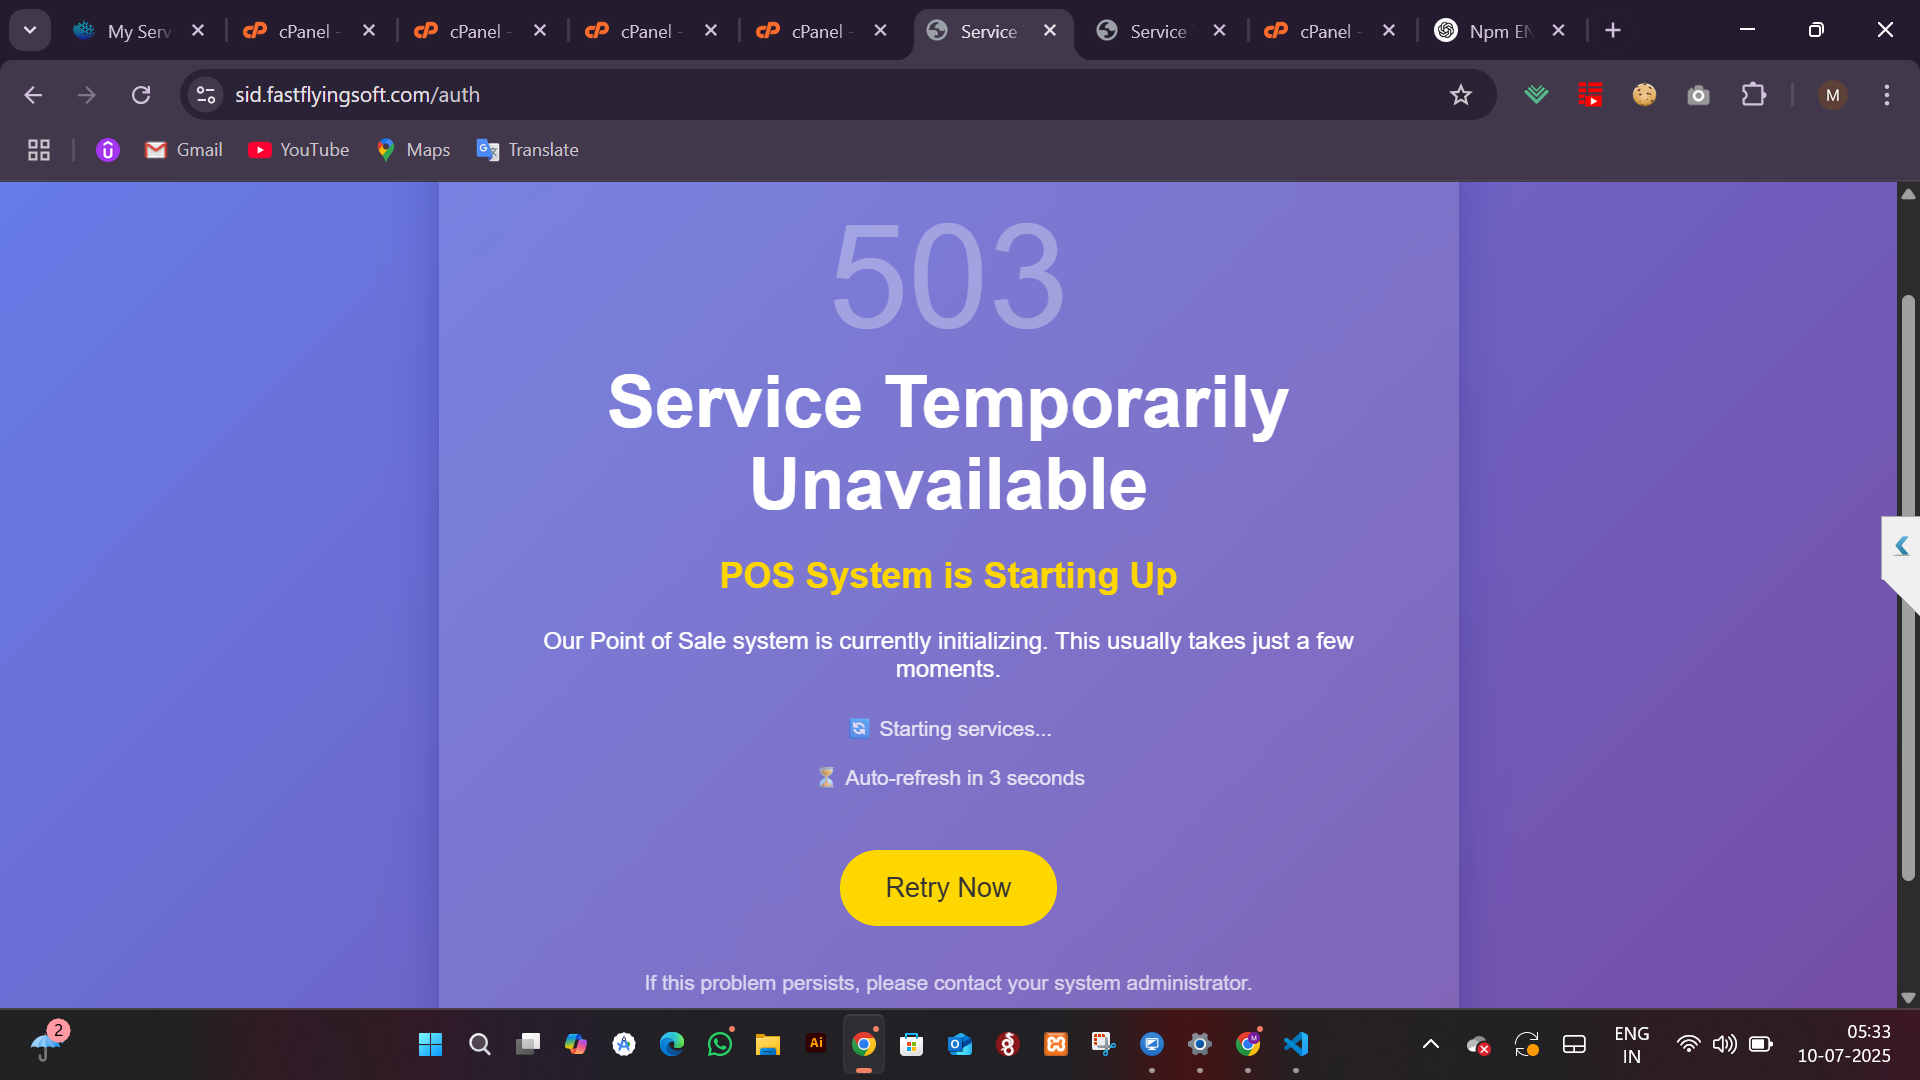 My Serv
cPanel -
cPanel -
cPanel -
cPanel -
Service
Service
cPanel -
Npm EN
sid.fastflyingsoft.com/auth
M
Gmail
YouTube
Maps
Translate
503
Service Temporarily
Unavailable
POS System is Starting Up
Our Point of Sale system is currently initializing. This usually takes just a few
moments.
Starting services...
Auto-refresh in 3 seconds
Retry Now
If this problem persists, please contact your system administrator.
2
Ai
ENG
IN
05:33
10-07-2025